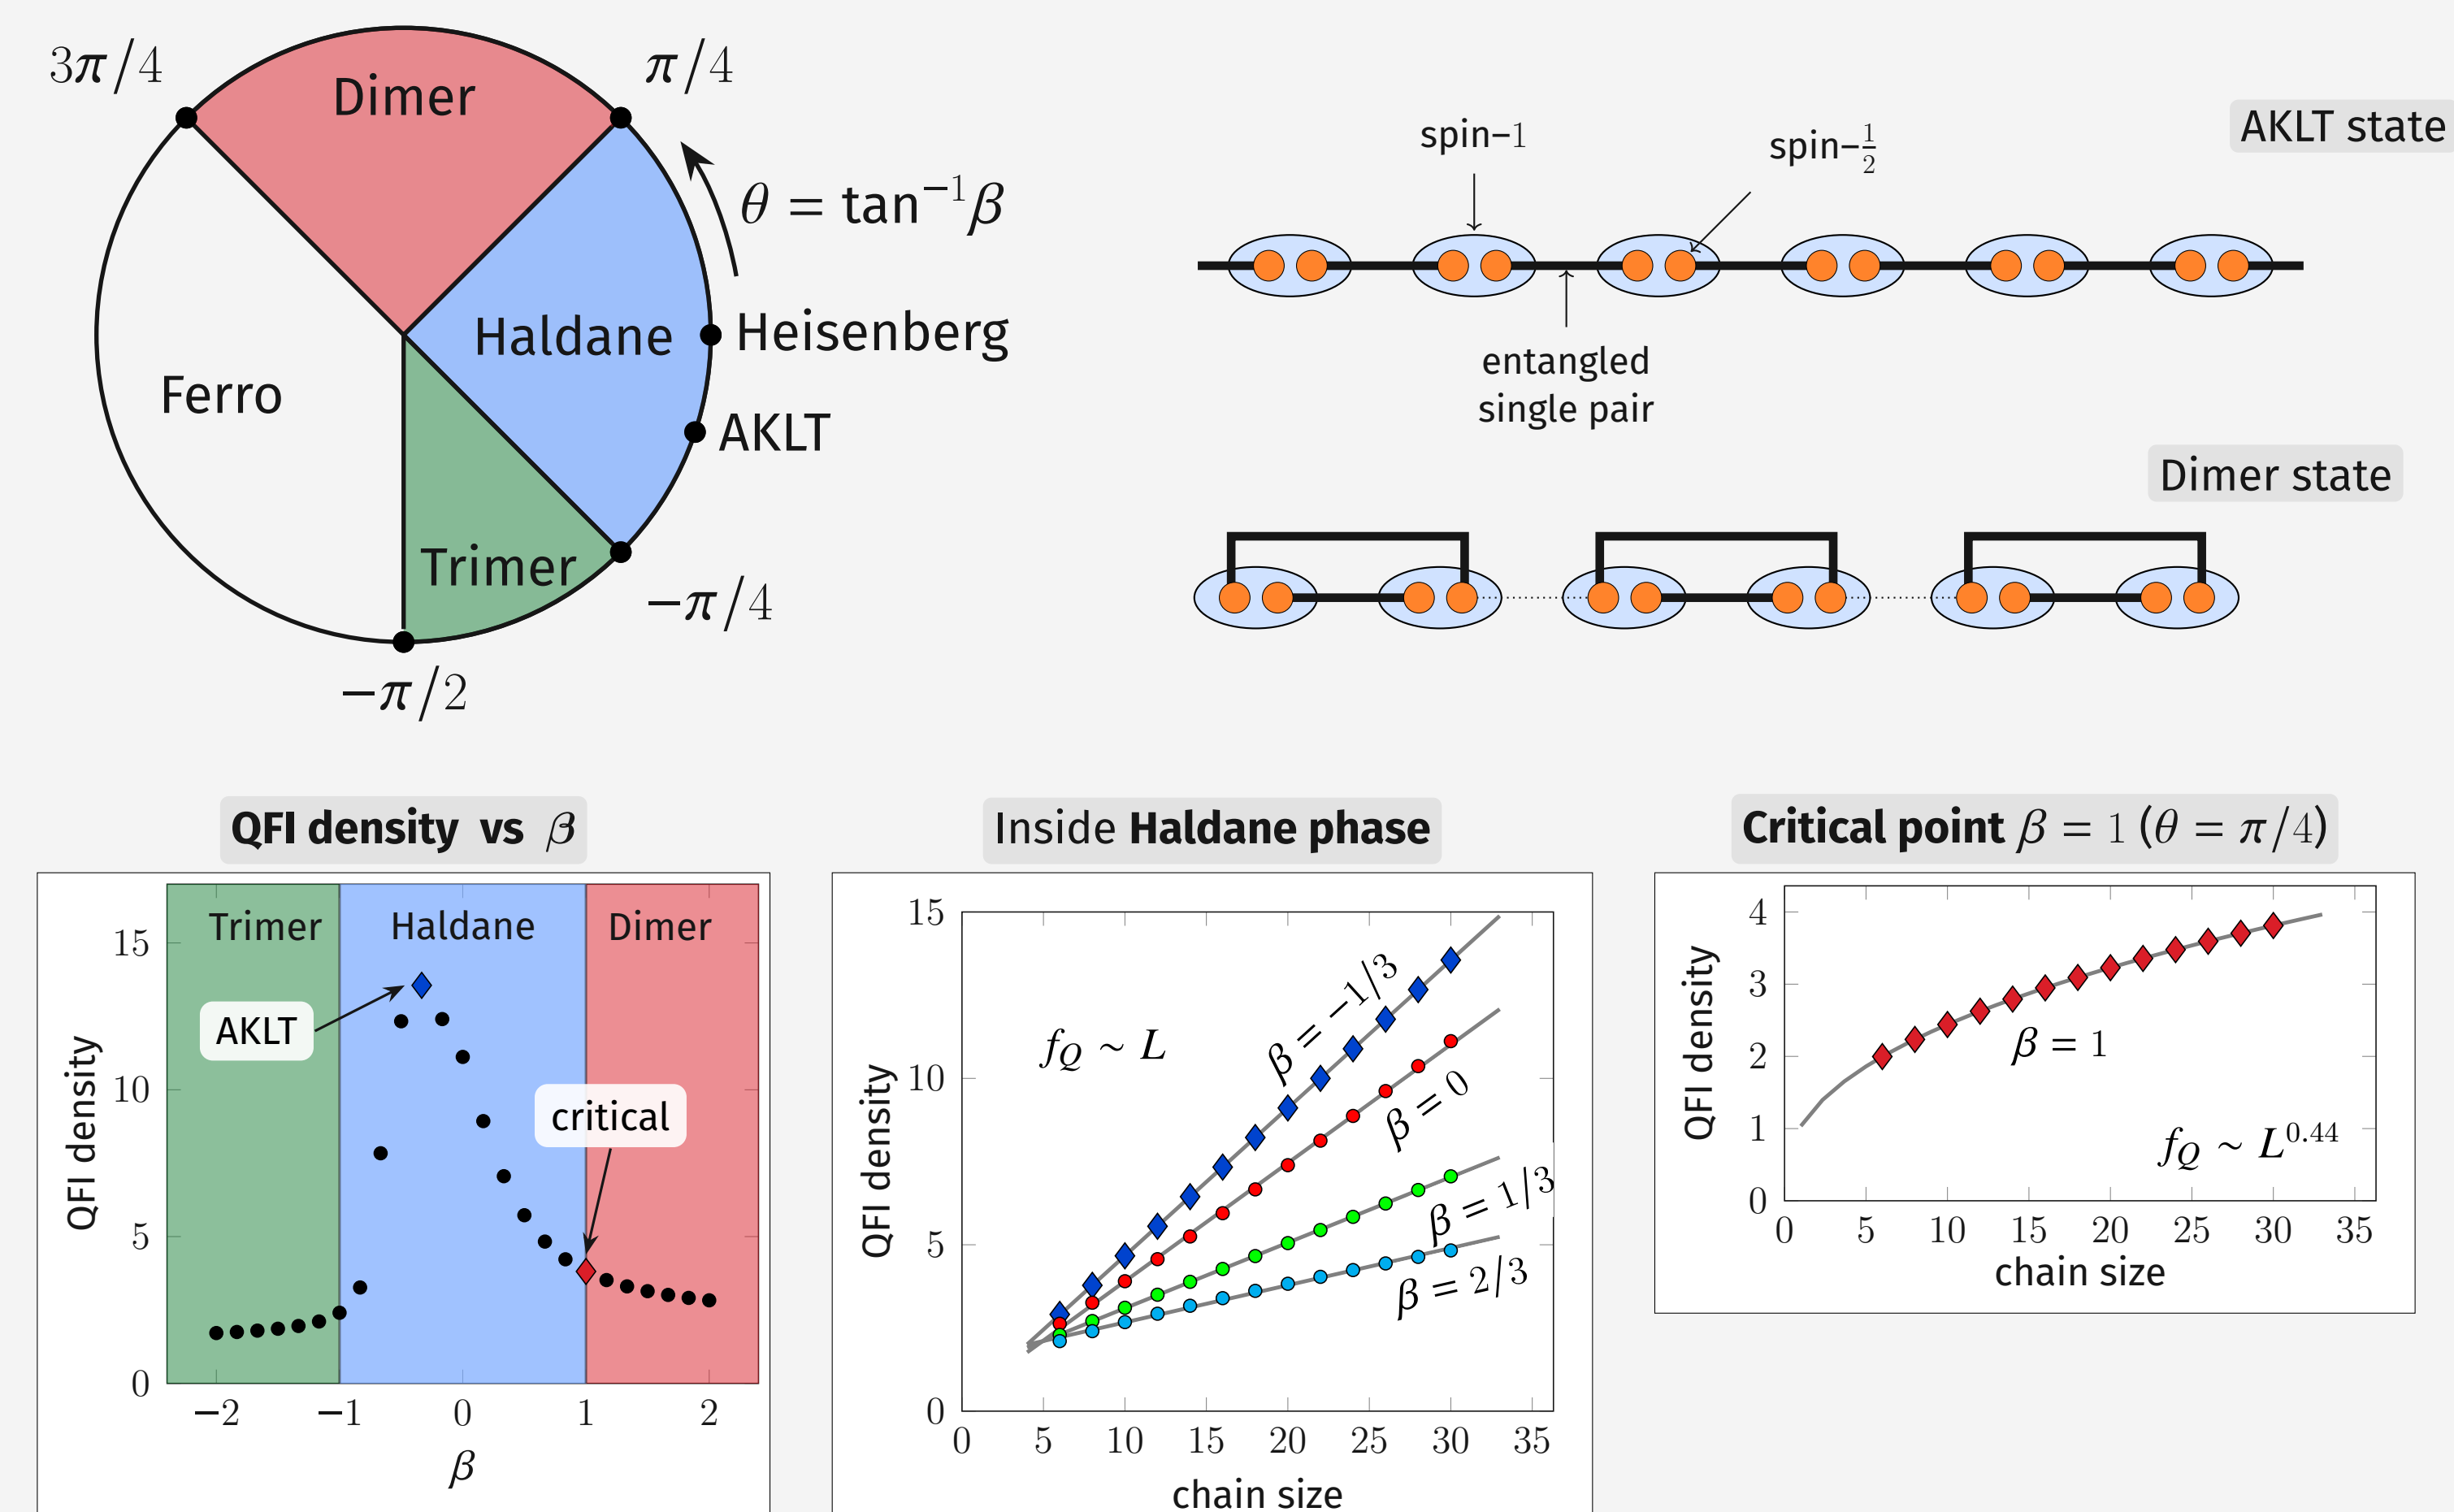 3π/4
π/4
Dimer
θ = tan⁻¹β
Haldane
Heisenberg
Ferro
AKLT
Trimer
−π/4
−π/2
AKLT state
spin–1
spin–½
entangled
single pair
Dimer state
QFI density vs β
15
10
5
0
QFI density
Trimer
Haldane
Dimer
AKLT
critical
−2 −1 0 1 2
β
Inside Haldane phase
15
10
5
0
QFI density
f_Q ~ L
β = −1/3
β = 0
β = 1/3
β = 2/3
0 5 10 15 20 25 30 35
chain size
Critical point β = 1 (θ = π/4)
4
3
2
1
0
QFI density
β = 1
f_Q ~ L^0.44
0 5 10 15 20 25 30 35
chain size